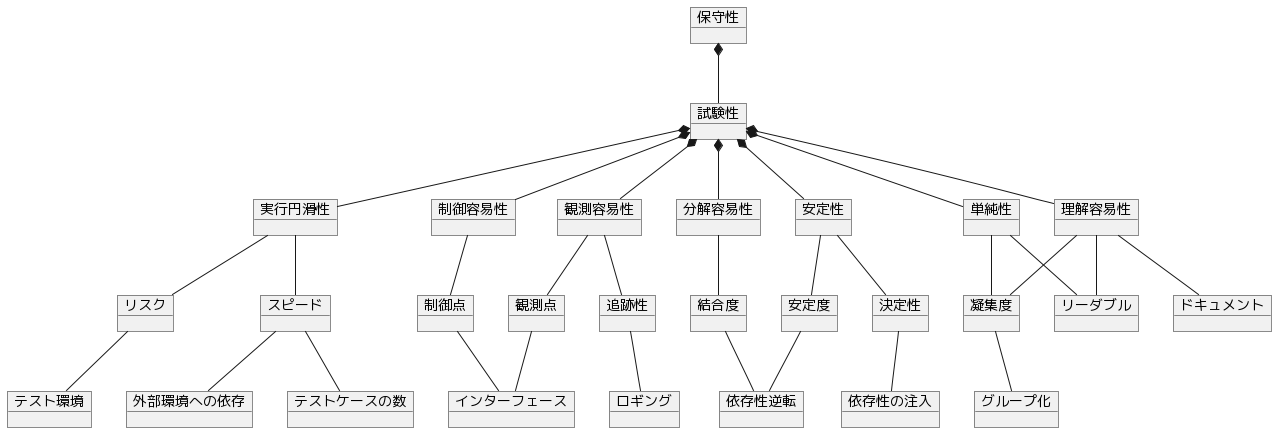 保守性
試験性
実行円滑性
制御容易性
観測容易性
分解容易性
安定性
単純性
理解容易性
リスク
スピード
制御点
観測点
追跡性
結合度
安定度
決定性
凝集度
リーダブル
ドキュメント
テスト環境
外部環境への依存
テストケースの数
インターフェース
ロギング
依存性逆転
依存性の注入
グループ化